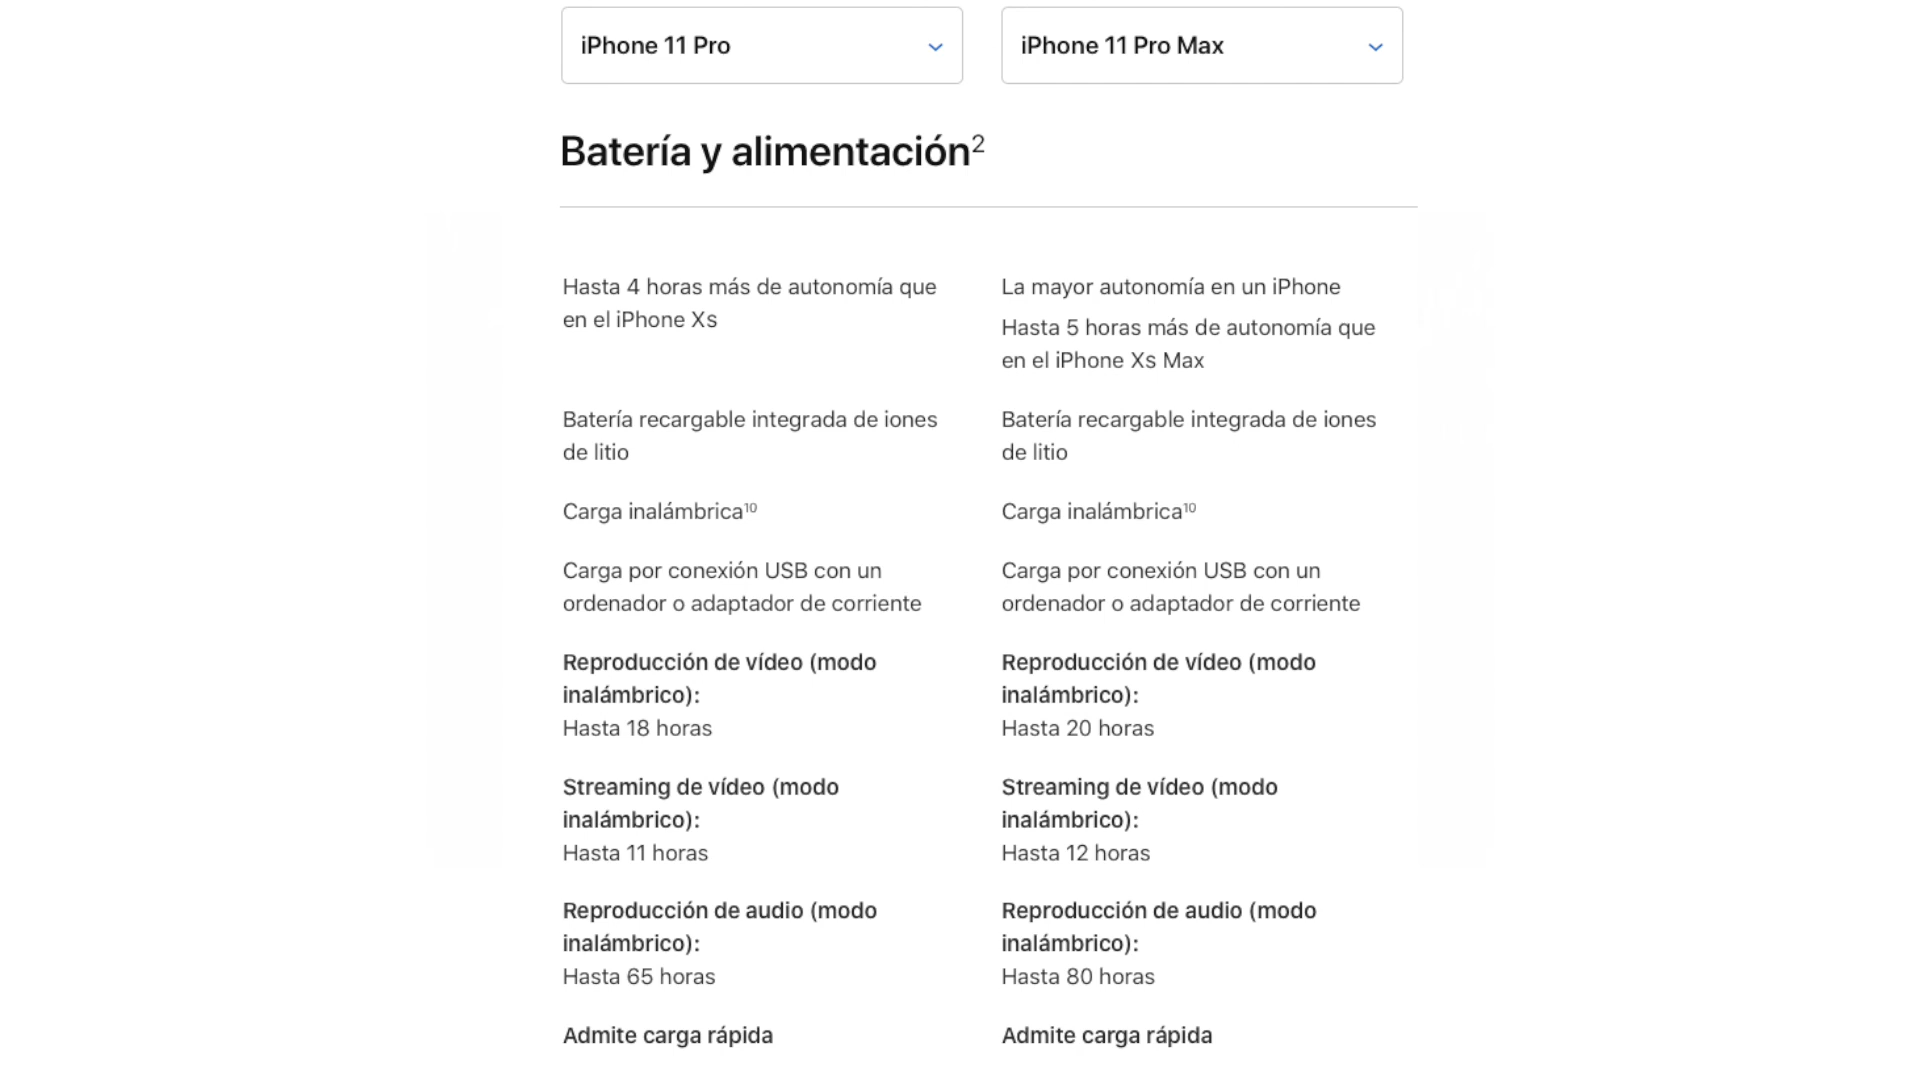 iPhone 11 Pro
iPhone 11 Pro Max
Batería y alimentación²
Hasta 4 horas más de autonomía que
en el iPhone Xs
La mayor autonomía en un iPhone
Hasta 5 horas más de autonomía que
en el iPhone Xs Max
Batería recargable integrada de iones
de litio
Batería recargable integrada de iones
de litio
Carga inalámbrica¹⁰
Carga inalámbrica¹⁰
Carga por conexión USB con un
ordenador o adaptador de corriente
Carga por conexión USB con un
ordenador o adaptador de corriente
Reproducción de vídeo (modo
inalámbrico):
Hasta 18 horas
Reproducción de vídeo (modo
inalámbrico):
Hasta 20 horas
Streaming de vídeo (modo
inalámbrico):
Hasta 11 horas
Streaming de vídeo (modo
inalámbrico):
Hasta 12 horas
Reproducción de audio (modo
inalámbrico):
Hasta 65 horas
Reproducción de audio (modo
inalámbrico):
Hasta 80 horas
Admite carga rápida
Admite carga rápida